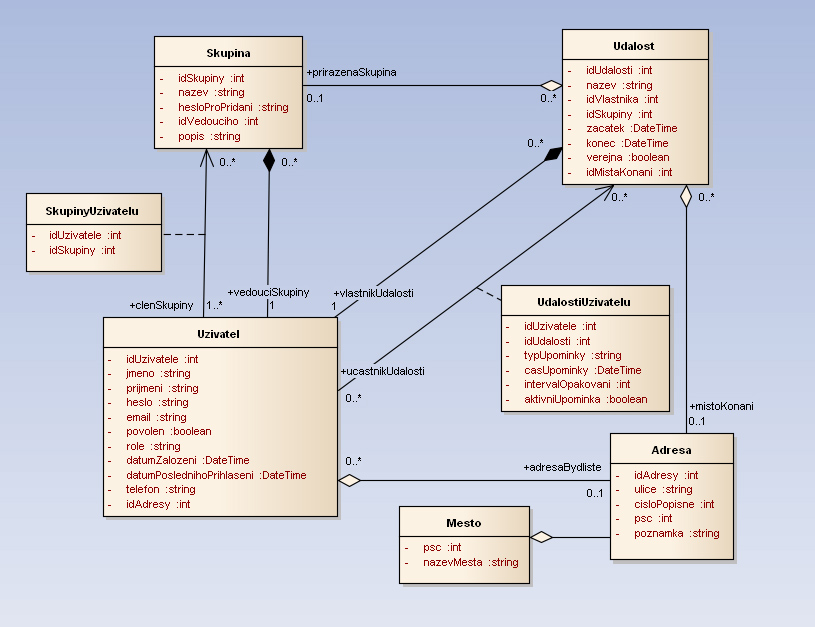 Skupina
- idSkupiny :int
- nazev :string
- hesloProPridani :string
- idVedouciho :int
- popis :string
+prirazenaSkupina
0..1
0..*
Udalost
- idUdalosti :int
- nazev :string
- idVlastnika :int
- idSkupiny :int
- zacatek :DateTime
- konec :DateTime
- verejna :boolean
- idMistaKonani :int
0..*
0..*
0..*
0..*
0..*
SkupinyUzivatelu
- idUzivatele :int
- idSkupiny :int
+clenSkupiny
1..*
+vedouciSkupiny
1
+vlastnikUdalosti
1
UdalostiUzivatelu
- idUzivatele :int
- idUdalosti :int
- typUpominky :string
- casUpominky :DateTime
- intervalOpakovani :int
- aktivniUpominka :boolean
Uzivatel
- idUzivatele :int
- jmeno :string
- prijmeni :string
- heslo :string
- email :string
- povolen :boolean
- role :string
- datumZalozeni :DateTime
- datumPoslednihoPrihlaseni :DateTime
- telefon :string
- idAdresy :int
+ucastnikUdalosti
0..*
+mistoKonani
0..1
0..*
+adresaBydliste
0..1
Adresa
- idAdresy :int
- ulice :string
- cisloPopisne :int
- psc :int
- poznamka :string
Mesto
- psc :int
- nazevMesta :string